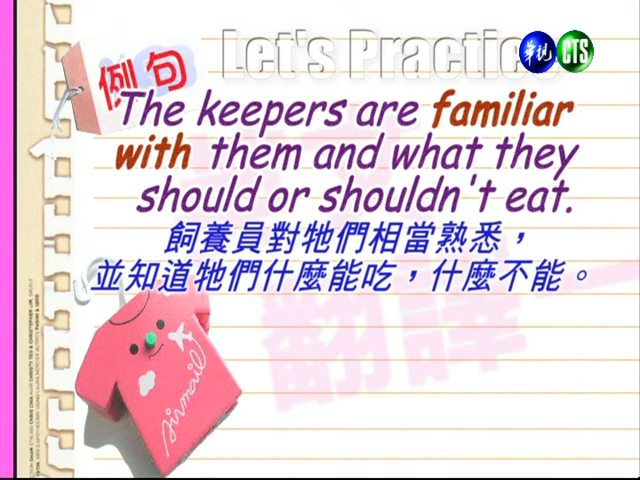 Let's Practice
華視 CTS
例句
The keepers are familiar
with them and what they
should or shouldn't eat.
飼養員對牠們相當熟悉，
並知道牠們什麼能吃，什麼不能。
翻譯
airmail